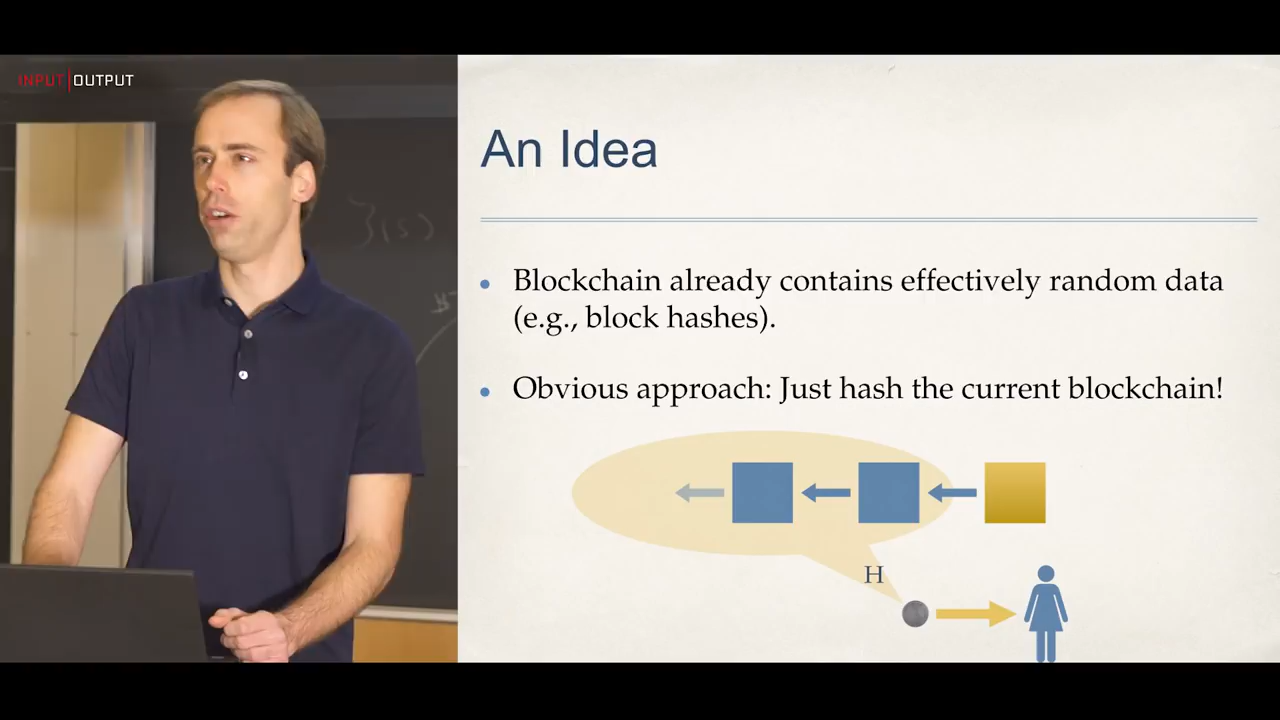 INPUT|OUTPUT
An Idea
• Blockchain already contains effectively random data
(e.g., block hashes).
• Obvious approach: Just hash the current blockchain!
H